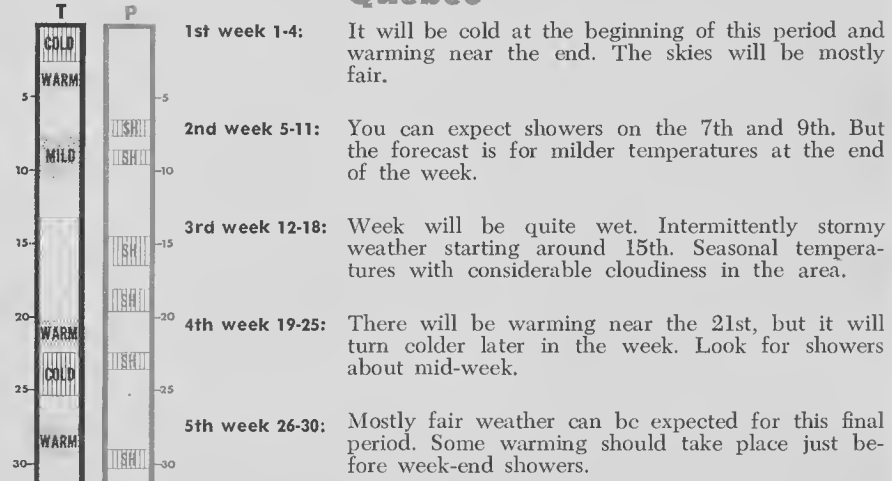 Quebec
T P
COLD
WARM
5 5
SH
MILD
SH
10 10
15 15
SH
SH
20 20
WARM
SH
COLD
25 25
WARM
SH
30 30
1st week 1-4: It will be cold at the beginning of this period and
warming near the end. The skies will be mostly
fair.
2nd week 5-11: You can expect showers on the 7th and 9th. But
the forecast is for milder temperatures at the end
of the week.
3rd week 12-18: Week will be quite wet. Intermittently stormy
weather starting around 15th. Seasonal tempera-
tures with considerable cloudiness in the area.
4th week 19-25: There will be warming near the 21st, but it will
turn colder later in the week. Look for showers
about mid-week.
5th week 26-30: Mostly fair weather can be expected for this final
period. Some warming should take place just be-
fore week-end showers.